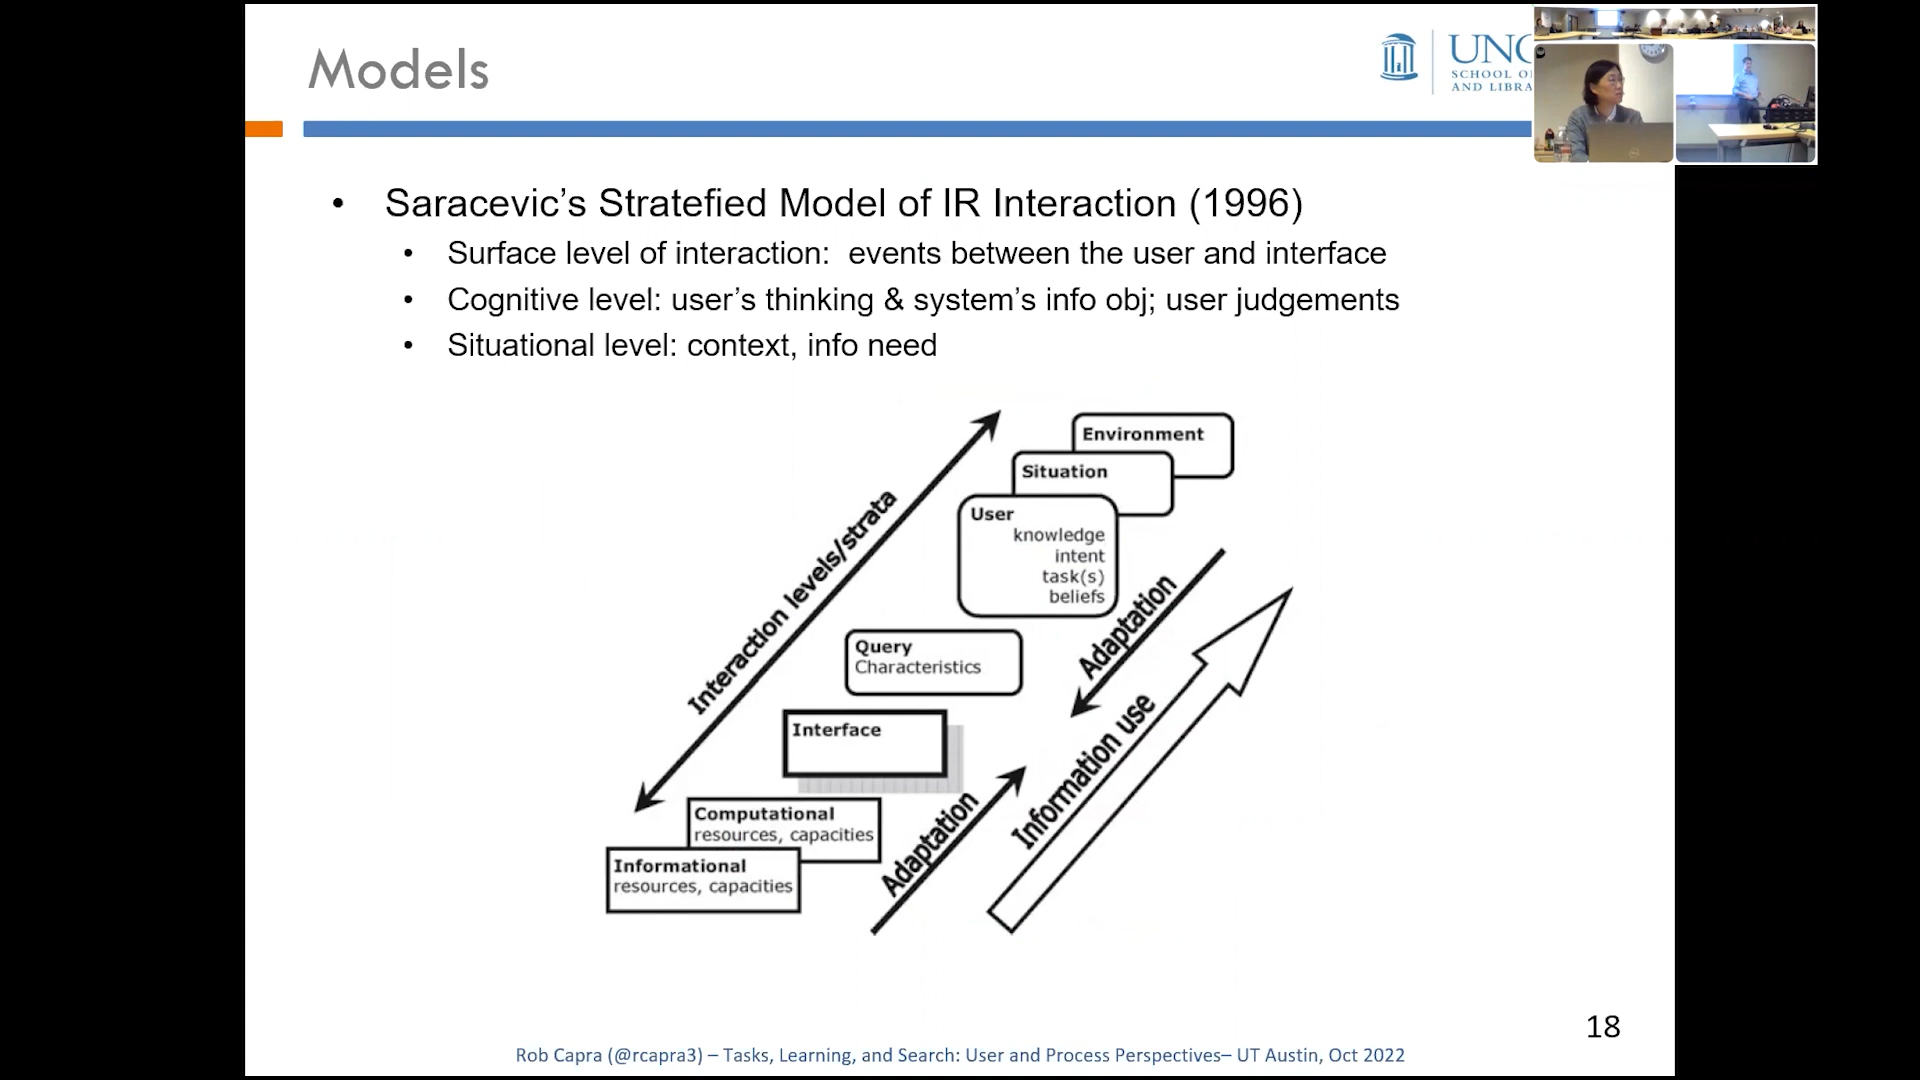 Models
UNC
SCHOOL O
AND LIBRA
• Saracevic’s Stratefied Model of IR Interaction (1996)
• Surface level of interaction:  events between the user and interface
• Cognitive level: user’s thinking & system’s info obj; user judgements
• Situational level: context, info need
Environment
Situation
User
knowledge
intent
task(s)
beliefs
Interaction levels/strata
Adaptation
Query
Characteristics
Information use
Interface
Adaptation
Computational
resources, capacities
Informational
resources, capacities
18
Rob Capra (@rcapra3) – Tasks, Learning, and Search: User and Process Perspectives– UT Austin, Oct 2022